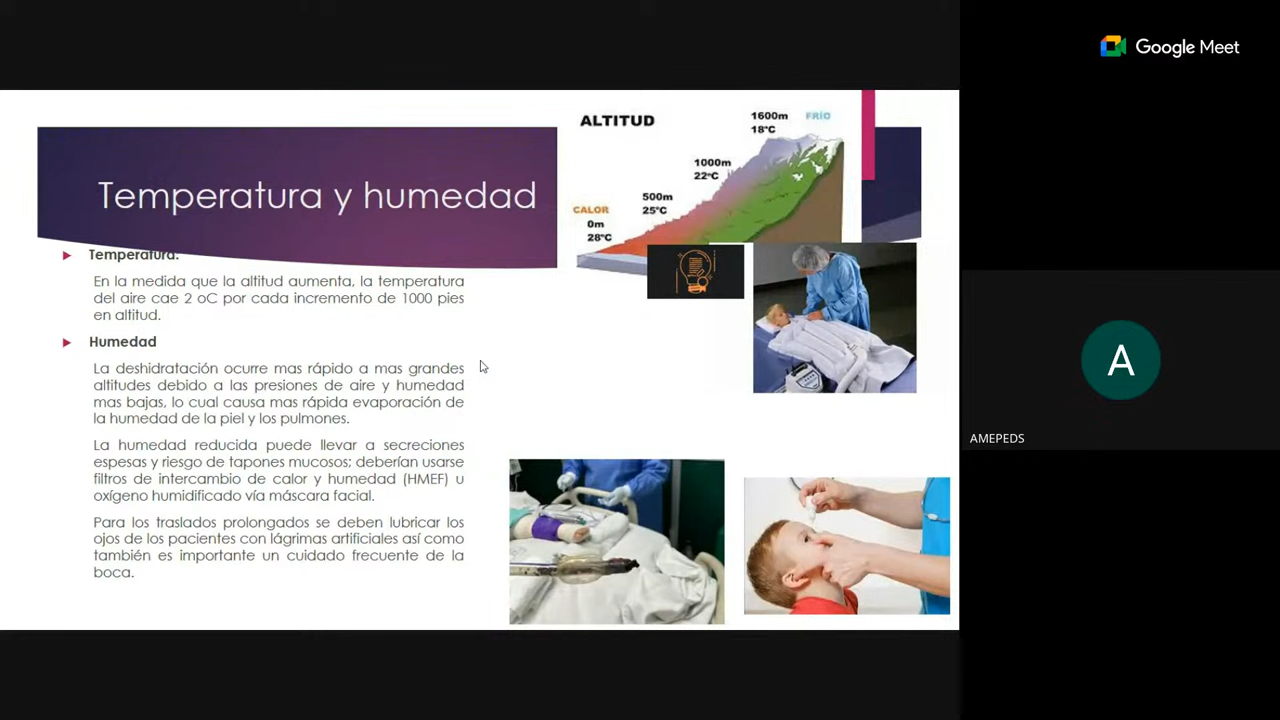 Google Meet
ALTITUD
1600m FRÍO
18ºC
1000m
22ºC
500m
25ºC
CALOR
0m
28ºC
Temperatura y humedad
Temperatura:
En la medida que la altitud aumenta, la temperatura
del aire cae 2 oC por cada incremento de 1000 pies
en altitud.
Humedad
La deshidratación ocurre mas rápido a mas grandes
altitudes debido a las presiones de aire y humedad
mas bajas, lo cual causa mas rápida evaporación de
la humedad de la piel y los pulmones.
La humedad reducida puede llevar a secreciones
espesas y riesgo de tapones mucosos; deberían usarse
filtros de intercambio de calor y humedad (HMEF) u
oxígeno humidificado vía máscara facial.
Para los traslados prolongados se deben lubricar los
ojos de los pacientes con lágrimas artificiales así como
también es importante un cuidado frecuente de la
boca.
A
AMEPEDS